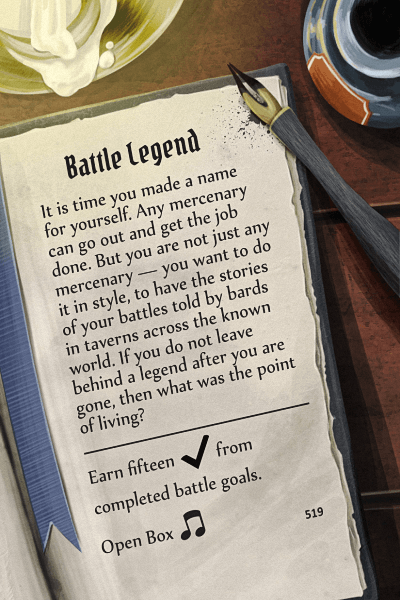 Battle Legend
It is time you made a name
for yourself. Any mercenary
can go out and get the job
done. But you are not just any
mercenary — you want to do
it in style, to have the stories
of your battles told by bards
in taverns across the known
world. If you do not leave
behind a legend after you are
gone, then what was the point
of living?
Earn fifteen ✓ from
completed battle goals.
Open Box ♫
519